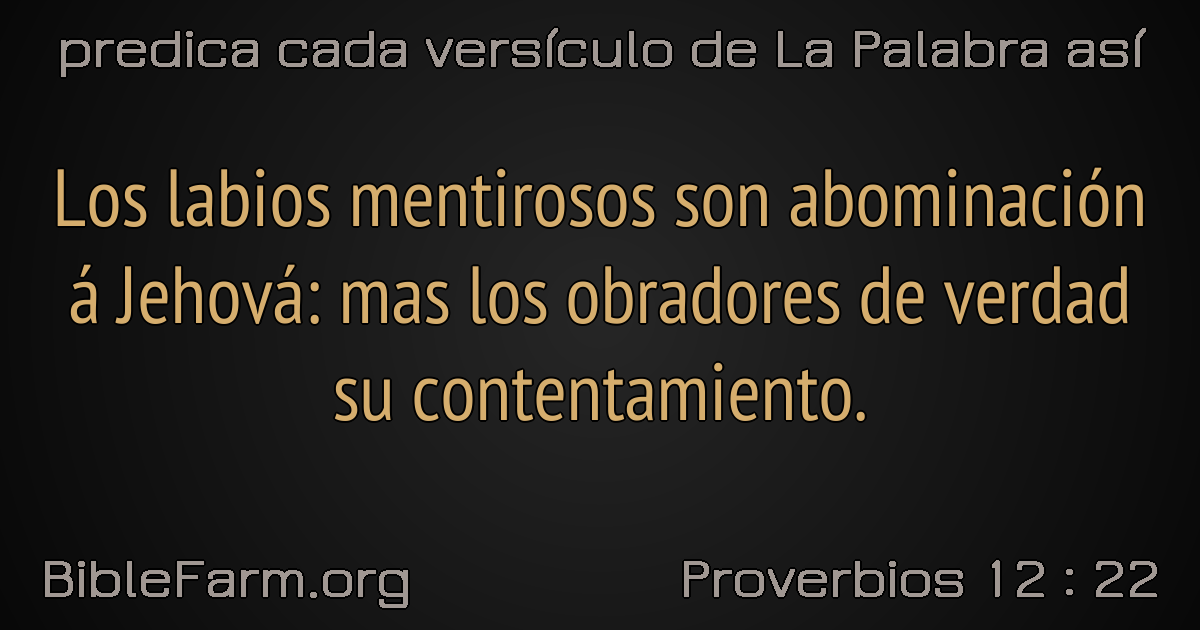 predica cada versículo de La Palabra así
Los labios mentirosos son abominación
á Jehová: mas los obradores de verdad
su contentamiento.
BibleFarm.org
Proverbios 12 : 22